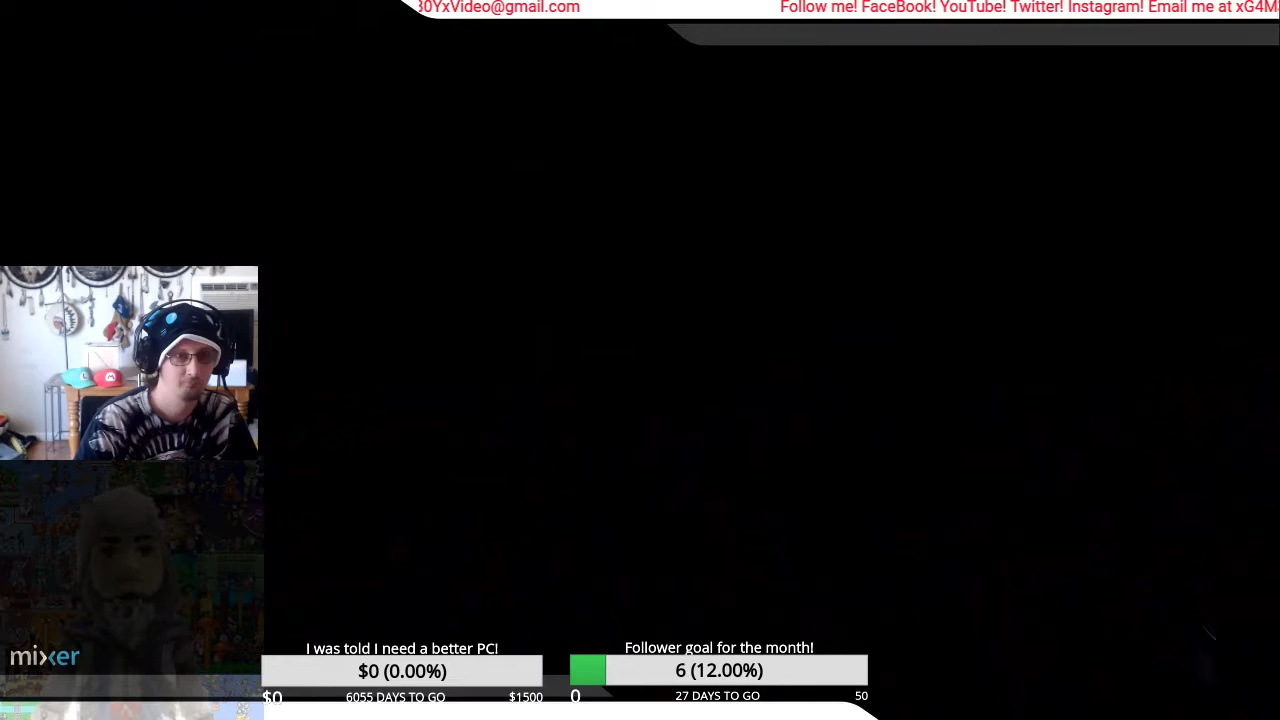 30YxVideo@gmail.com
Follow me! FaceBook! YouTube! Twitter! Instagram! Email me at xG4M
mixer
I was told I need a better PC!
$0 (0.00%)
$0
6055 DAYS TO GO
$1500
Follower goal for the month!
6 (12.00%)
0
27 DAYS TO GO
50